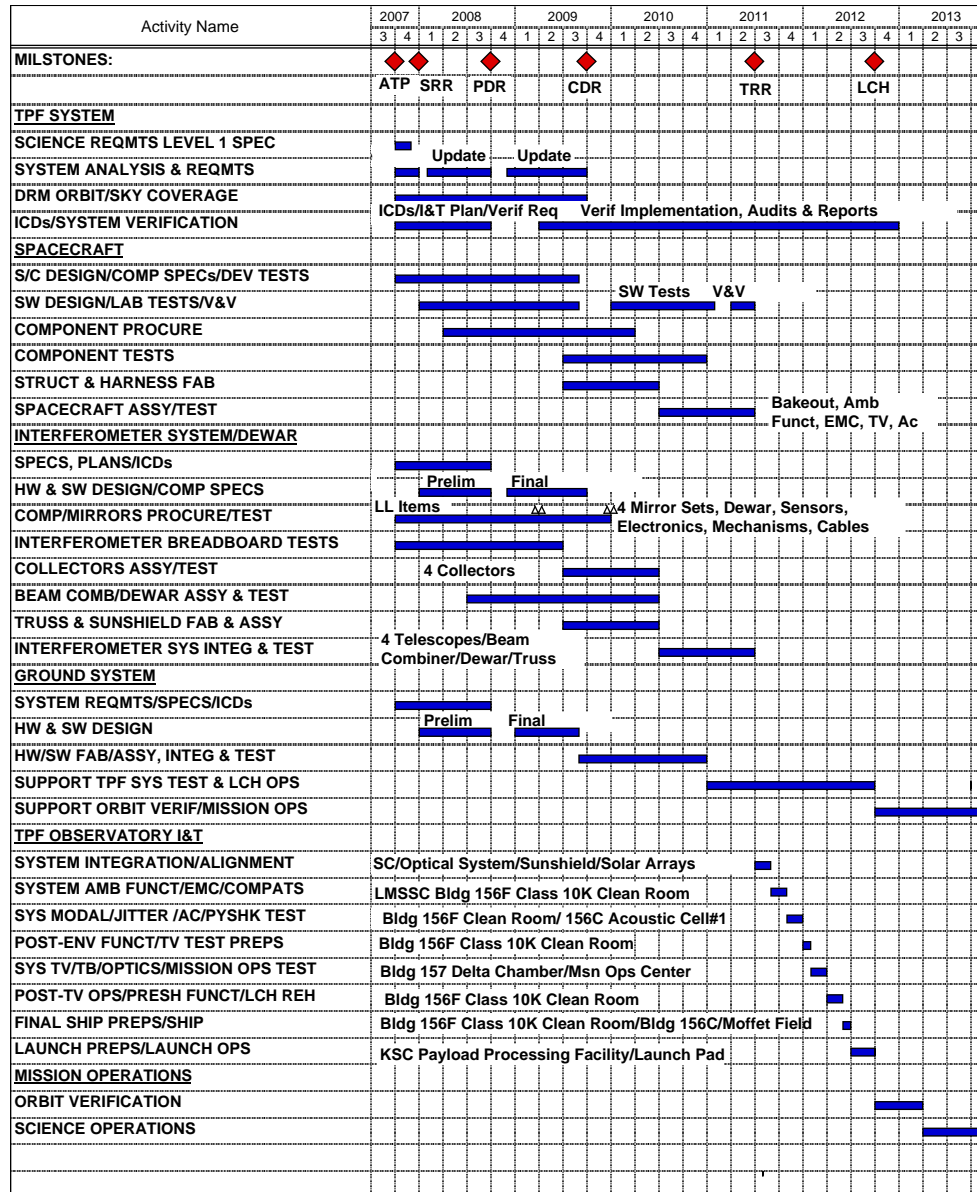 Activity Name 2007 2008 2009 2010 2011 2012 2013
3 4 1 2 3 4 1 2 3 4 1 2 3 4 1 2 3 4 1 2 3 4 1 2 3
MILSTONES:
ATP SRR PDR CDR TRR LCH
TPF SYSTEM
SCIENCE REQMTS LEVEL 1 SPEC
Update Update
SYSTEM ANALYSIS & REQMTS
DRM ORBIT/SKY COVERAGE
ICDs/I&T Plan/Verif Req Verif Implementation, Audits & Reports
ICDs/SYSTEM VERIFICATION
SPACECRAFT
S/C DESIGN/COMP SPECs/DEV TESTS
SW Tests V&V
SW DESIGN/LAB TESTS/V&V
COMPONENT PROCURE
COMPONENT TESTS
STRUCT & HARNESS FAB
SPACECRAFT ASSY/TEST Bakeout, Amb
Funct, EMC, TV, Ac
INTERFEROMETER SYSTEM/DEWAR
SPECS, PLANS/ICDs
Prelim Final
HW & SW DESIGN/COMP SPECS
LL Items 4 Mirror Sets, Dewar, Sensors,
COMP/MIRRORS PROCURE/TEST Electronics, Mechanisms, Cables
INTERFEROMETER BREADBOARD TESTS
COLLECTORS ASSY/TEST 4 Collectors
BEAM COMB/DEWAR ASSY & TEST
TRUSS & SUNSHIELD FAB & ASSY
4 Telescopes/Beam
INTERFEROMETER SYS INTEG & TEST Combiner/Dewar/Truss
GROUND SYSTEM
SYSTEM REQMTS/SPECS/ICDs
Prelim Final
HW & SW DESIGN
HW/SW FAB/ASSY, INTEG & TEST
SUPPORT TPF SYS TEST & LCH OPS
SUPPORT ORBIT VERIF/MISSION OPS
TPF OBSERVATORY I&T
SYSTEM INTEGRATION/ALIGNMENT SC/Optical System/Sunshield/Solar Arrays
SYSTEM AMB FUNCT/EMC/COMPATS LMSSC Bldg 156F Class 10K Clean Room
SYS MODAL/JITTER /AC/PYSHK TEST Bldg 156F Clean Room/ 156C Acoustic Cell#1
POST-ENV FUNCT/TV TEST PREPS Bldg 156F Class 10K Clean Room
SYS TV/TB/OPTICS/MISSION OPS TEST Bldg 157 Delta Chamber/Msn Ops Center
POST-TV OPS/PRESH FUNCT/LCH REH Bldg 156F Class 10K Clean Room
FINAL SHIP PREPS/SHIP Bldg 156F Class 10K Clean Room/Bldg 156C/Moffet Field
LAUNCH PREPS/LAUNCH OPS KSC Payload Processing Facility/Launch Pad
MISSION OPERATIONS
ORBIT VERIFICATION
SCIENCE OPERATIONS